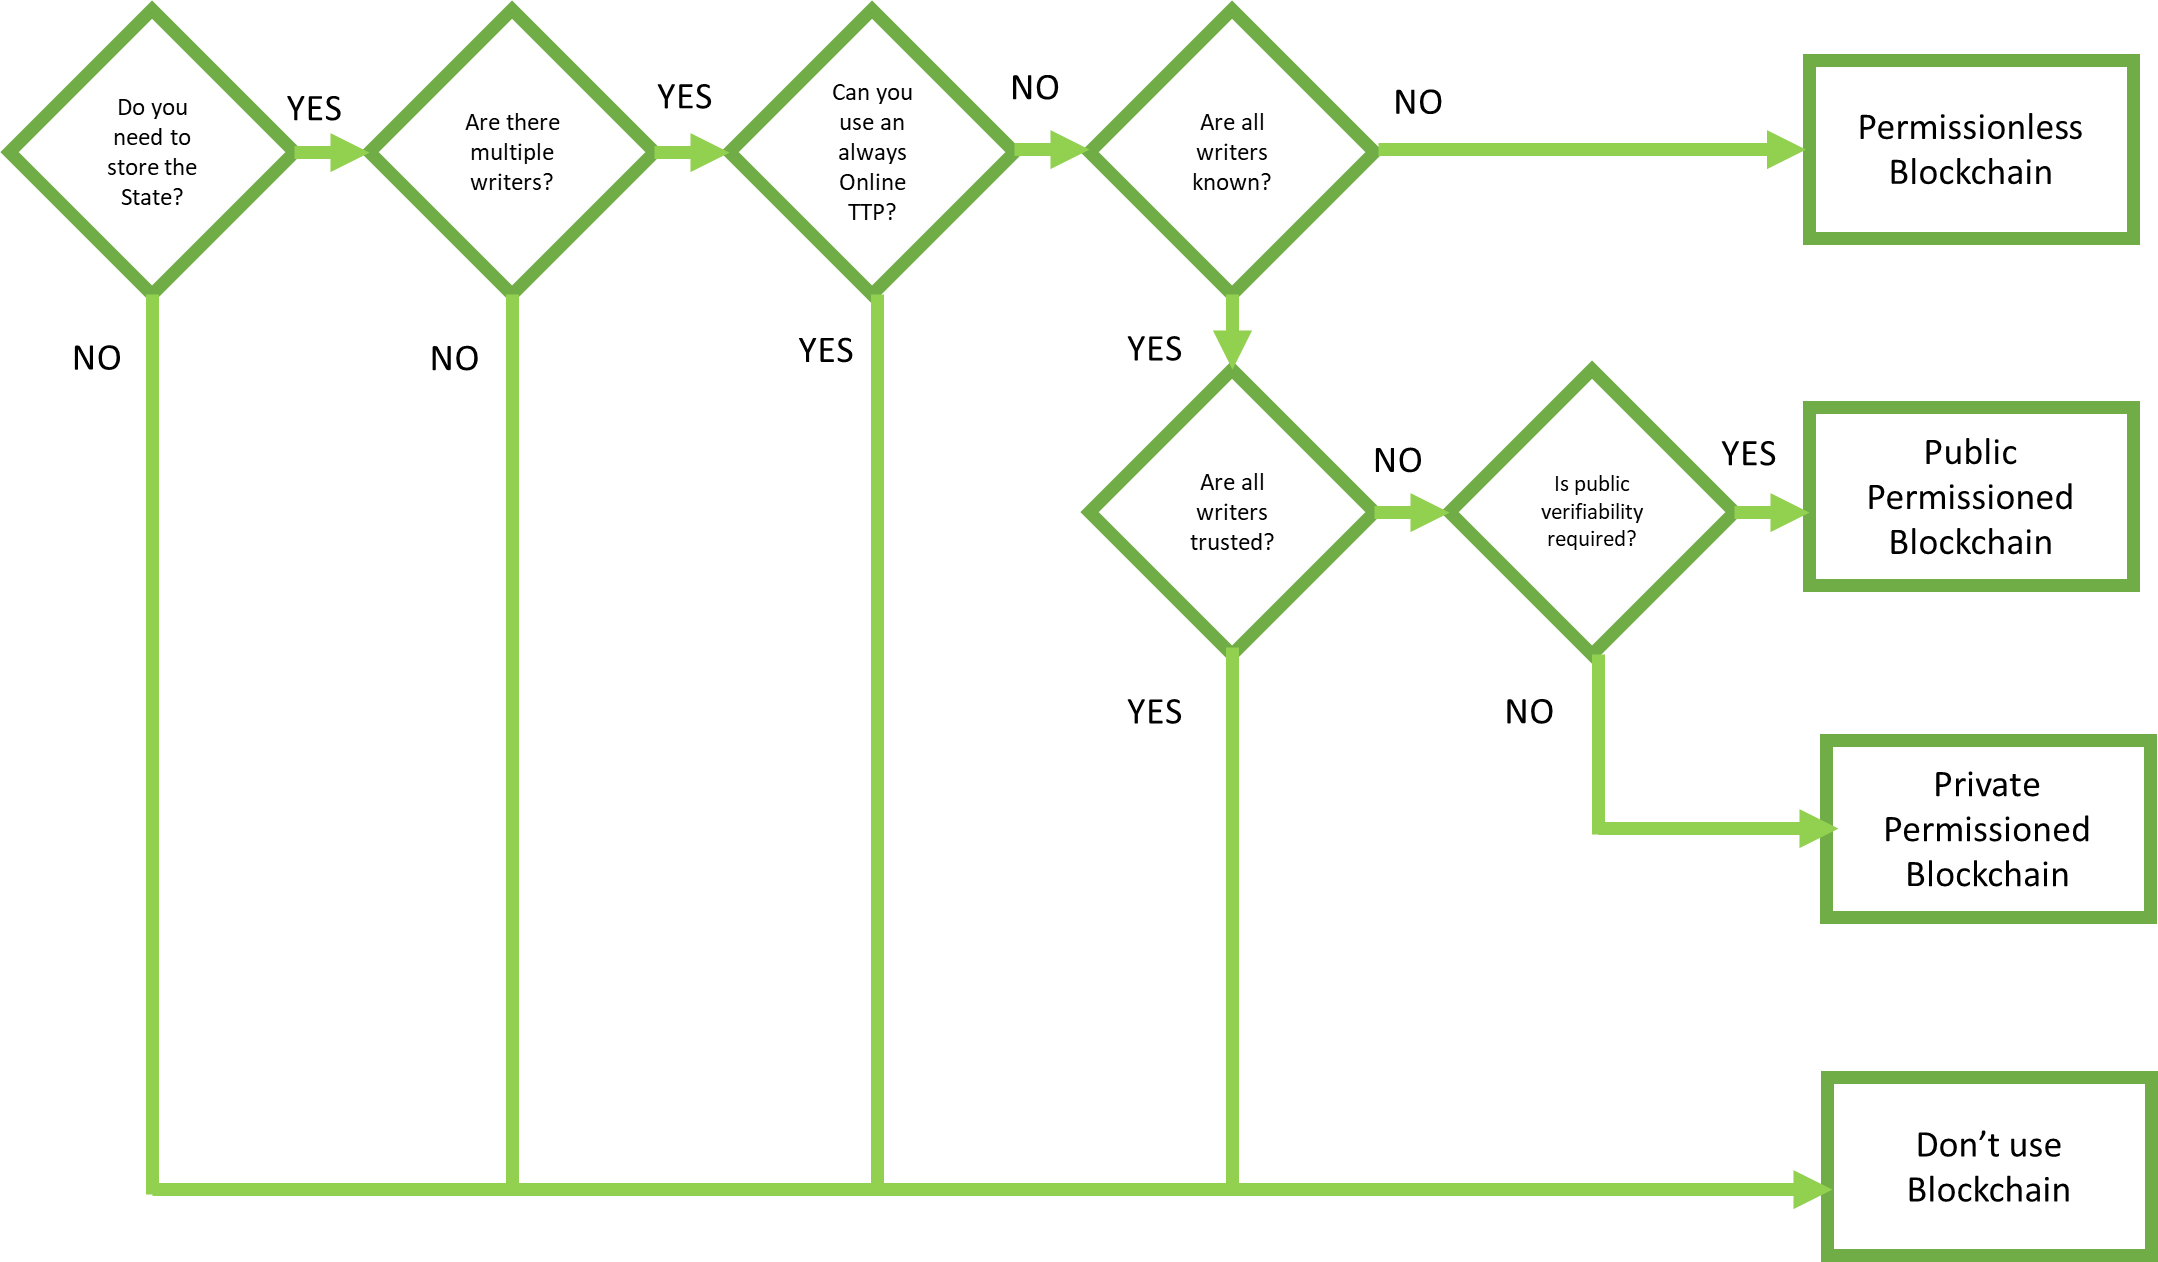 Do you
need to
store the
State?
YES
Are there
multiple
writers?
YES
Can you
use an
always
Online
TTP?
NO
Are all
writers
known?
NO
Permissionless
Blockchain
NO
NO
YES
YES
Are all
writers
trusted?
NO
Is public
verifiability
required?
YES
Public
Permissioned
Blockchain
YES
NO
Private
Permissioned
Blockchain
Don’t use
Blockchain